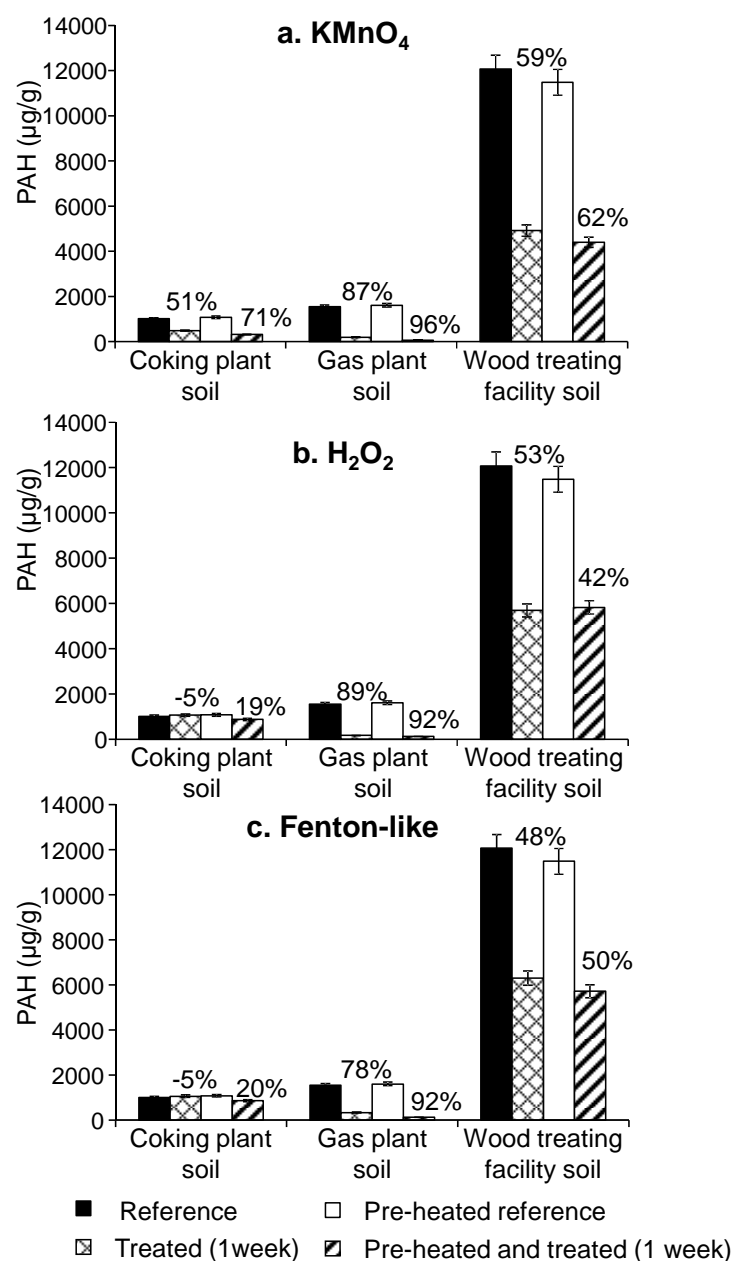 a. KMnO₄
PAH (µg/g)
14000
12000
10000
8000
6000
4000
2000
0
51%
71%
87%
96%
59%
62%
Coking plant soil
Gas plant soil
Wood treating facility soil
b. H₂O₂
PAH (µg/g)
14000
12000
10000
8000
6000
4000
2000
0
-5%
19%
89%
92%
53%
42%
Coking plant soil
Gas plant soil
Wood treating facility soil
c. Fenton-like
PAH (µg/g)
14000
12000
10000
8000
6000
4000
2000
0
-5%
20%
78%
92%
48%
50%
Coking plant soil
Gas plant soil
Wood treating facility soil
Reference
Pre-heated reference
Treated (1week)
Pre-heated and treated (1 week)